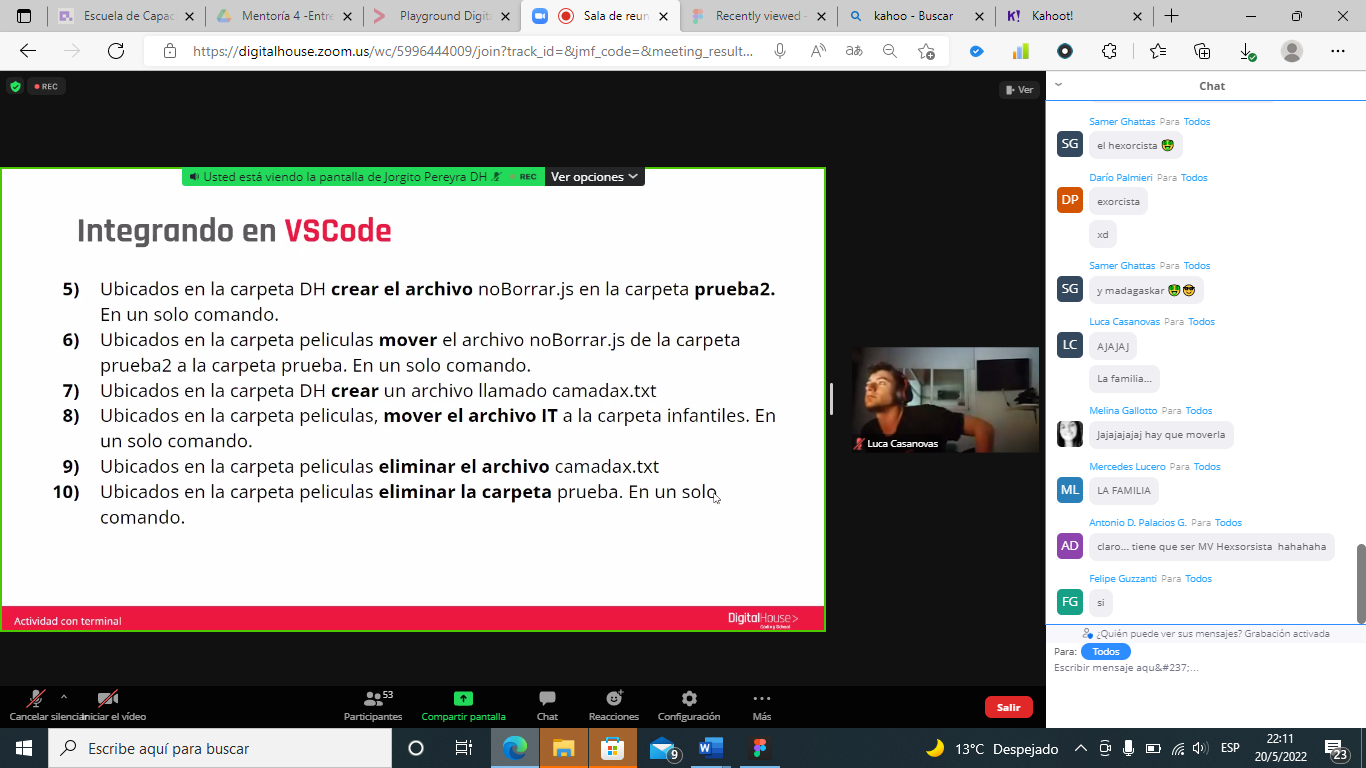 Escuela de Capac
Mentoría 4 -Entre
Playground Digita
Sala de reun
Recently viewed -
kahoo - Buscar
Kahoot!
https://digitalhouse.zoom.us/wc/5996444009/join?track_id=&jmf_code=&meeting_result...
REC
Ver
Usted está viendo la pantalla de Jorgito Pereyra DH
REC
Ver opciones
Integrando en VSCode
5) Ubicados en la carpeta DH crear el archivo noBorrar.js en la carpeta prueba2.
En un solo comando.
6) Ubicados en la carpeta peliculas mover el archivo noBorrar.js de la carpeta
prueba2 a la carpeta prueba. En un solo comando.
7) Ubicados en la carpeta DH crear un archivo llamado camadax.txt
8) Ubicados en la carpeta peliculas, mover el archivo IT a la carpeta infantiles. En
un solo comando.
9) Ubicados en la carpeta peliculas eliminar el archivo camadax.txt
10) Ubicados en la carpeta peliculas eliminar la carpeta prueba. En un solo
comando.
Actividad con terminal
DigitalHouse>
Coding School
Luca Casanovas
Chat
Samer Ghattas Para Todos
SG
el hexorcista 🤑
Darío Palmieri Para Todos
DP
exorcista
xd
Samer Ghattas Para Todos
SG
y madagaskar 🤑😎
Luca Casanovas Para Todos
LC
AJAJAJ
La familia...
Melina Gallotto Para Todos
Jajajajajaj hay que moverla
Mercedes Lucero Para Todos
ML
LA FAMILIA
Antonio D. Palacios G. Para Todos
AD
claro... tiene que ser MV Hexsorsista hahahaha
Felipe Guzzanti Para Todos
FG
si
¿Quién puede ver sus mensajes? Grabación activada
Para: Todos
Escribir mensaje aqu&#237;...
Cancelar silenciar
Iniciar el vídeo
53
Participantes
Compartir pantalla
Chat
Reacciones
Configuración
Más
Salir
Escribe aquí para buscar
9
13°C Despejado
ESP
22:11
20/5/2022
23